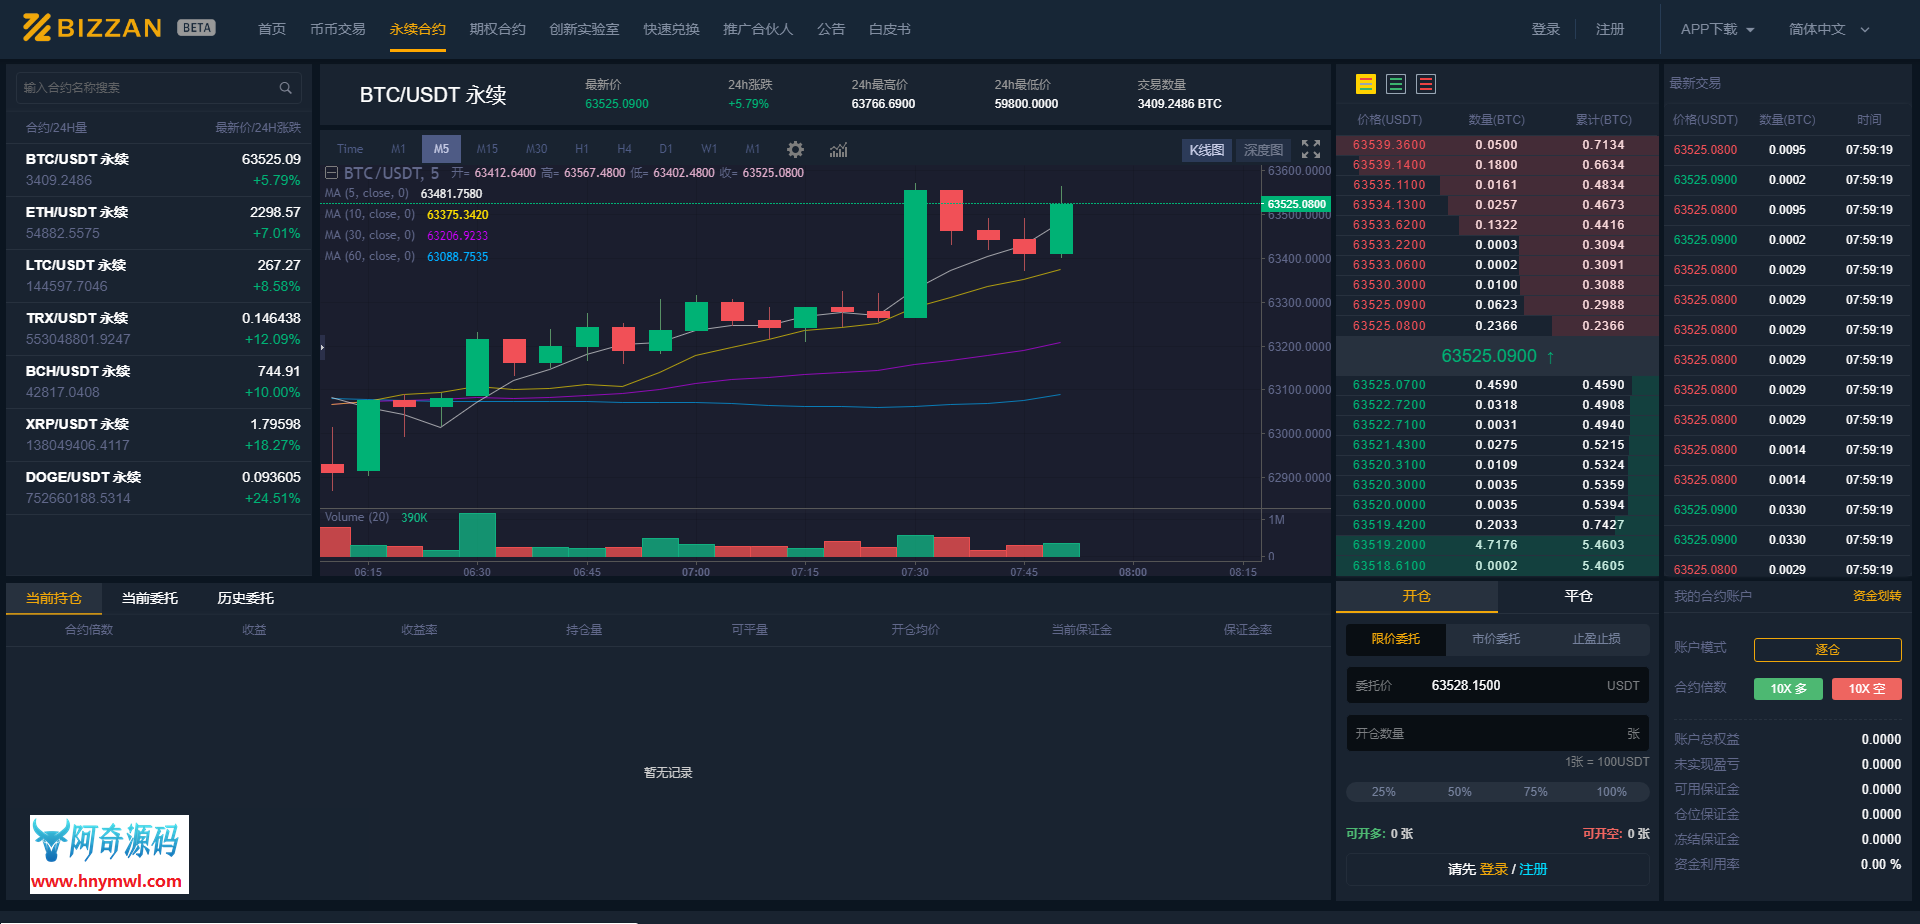 BIZZAN BETA 首页 币币交易 永续合约 期权合约 创新实验室 快速兑换 推广合伙人 公告 白皮书 登录 注册 APP下载 简体中文
输入合约名称搜索
合约/24H量 最新价/24H涨跌
BTC/USDT 永续 63525.09
3409.2486 +5.79%
ETH/USDT 永续 2298.57
54882.5575 +7.01%
LTC/USDT 永续 267.27
144597.7046 +8.58%
TRX/USDT 永续 0.146438
553048801.9247 +12.09%
BCH/USDT 永续 744.91
42817.0408 +10.00%
XRP/USDT 永续 1.79598
138049406.4117 +18.27%
DOGE/USDT 永续 0.093605
752660188.5314 +24.51%
BTC/USDT 永续
最新价 24h涨跌 24h最高价 24h最低价 交易数量
63525.0900 +5.79% 63766.6900 59800.0000 3409.2486 BTC
Time M1 M5 M15 M30 H1 H4 D1 W1 M1 K线图 深度图
BTC/USDT, 5 开= 63412.6400 高= 63567.4800 低= 63402.4800 收= 63525.0800
MA (5, close, 0) 63481.7580
MA (10, close, 0) 63375.3420
MA (30, close, 0) 63206.9233
MA (60, close, 0) 63088.7535
63600.0000
63525.0800
63500.0000
63400.0000
63300.0000
63200.0000
63100.0000
63000.0000
62900.0000
Volume (20) 390K
1M
0
06:15 06:30 06:45 07:00 07:15 07:30 07:45 08:00 08:15
价格(USDT) 数量(BTC) 累计(BTC)
63539.3600 0.0500 0.7134
63539.1400 0.1800 0.6634
63535.1100 0.0161 0.4834
63534.1300 0.0257 0.4673
63533.6200 0.1322 0.4416
63533.2200 0.0003 0.3094
63533.0600 0.0002 0.3091
63530.3000 0.0100 0.3088
63525.0900 0.0623 0.2988
63525.0800 0.2366 0.2366
63525.0900 ↑
63525.0700 0.4590 0.4590
63522.7200 0.0318 0.4908
63522.7100 0.0031 0.4940
63521.4300 0.0275 0.5215
63520.3100 0.0109 0.5324
63520.3000 0.0035 0.5359
63520.0000 0.0035 0.5394
63519.4200 0.2033 0.7427
63519.2000 4.7176 5.4603
63518.6100 0.0002 5.4605
最新交易
价格(USDT) 数量(BTC) 时间
63525.0800 0.0095 07:59:19
63525.0900 0.0002 07:59:19
63525.0800 0.0095 07:59:19
63525.0900 0.0002 07:59:19
63525.0800 0.0029 07:59:19
63525.0800 0.0029 07:59:19
63525.0800 0.0029 07:59:19
63525.0800 0.0029 07:59:19
63525.0800 0.0029 07:59:19
63525.0800 0.0029 07:59:19
63525.0800 0.0014 07:59:19
63525.0800 0.0014 07:59:19
63525.0900 0.0330 07:59:19
63525.0900 0.0330 07:59:19
63525.0800 0.0029 07:59:19
当前持仓 当前委托 历史委托
合约倍数 收益 收益率 持仓量 可平量 开仓均价 当前保证金 保证金率
暂无记录
阿奇源码
www.hnymwl.com
开仓 平仓
限价委托 市价委托 止盈止损
委托价 63528.1500 USDT
开仓数量 张
1张 = 100USDT
25% 50% 75% 100%
可开多: 0 张 可开空: 0 张
请先 登录 / 注册
我的合约账户 资金划转
账户模式 逐仓
合约倍数 10X 多 10X 空
账户总权益 0.0000
未实现盈亏 0.0000
可用保证金 0.0000
仓位保证金 0.0000
冻结保证金 0.0000
资金利用率 0.00 %